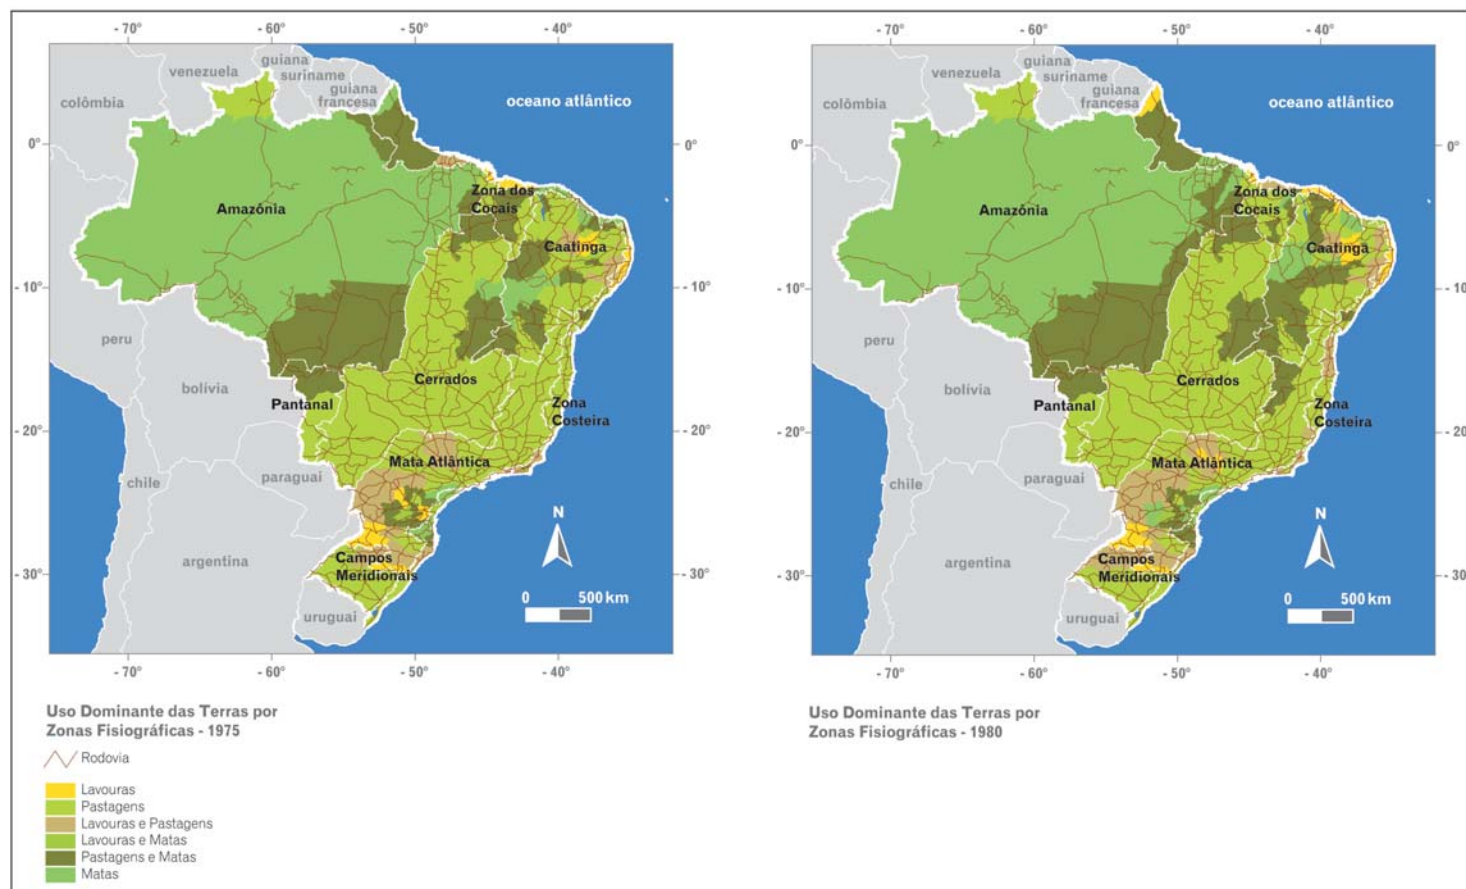 - 70°
- 60°
- 50°
- 40°
guiana
venezuela
suriname
guiana
francesa
colômbia
oceano atlântico
0°
0°
Zona dos
Cocais
Amazônia
Caatinga
- 10°
- 10°
peru
Cerrados
bolívia
Pantanal
Zona
Costeira
- 20°
- 20°
Mata Atlântica
paraguai
chile
N
Campos
Meridionais
argentina
- 30°
- 30°
0
500 km
uruguai
- 70°
- 60°
- 50°
- 40°
Uso Dominante das Terras por
Zonas Fisiográficas - 1975
Rodovia
Lavouras
Pastagens
Lavouras e Pastagens
Lavouras e Matas
Pastagens e Matas
Matas
- 70°
- 60°
- 50°
- 40°
guiana
venezuela
suriname
guiana
francesa
colômbia
oceano atlântico
0°
0°
Zona dos
Cocais
Amazônia
Caatinga
- 10°
- 10°
peru
Cerrados
bolívia
Pantanal
Zona
Costeira
- 20°
- 20°
Mata Atlântica
paraguai
chile
N
Campos
Meridionais
argentina
- 30°
- 30°
0
500 km
uruguai
- 70°
- 60°
- 50°
- 40°
Uso Dominante das Terras por
Zonas Fisiográficas - 1980